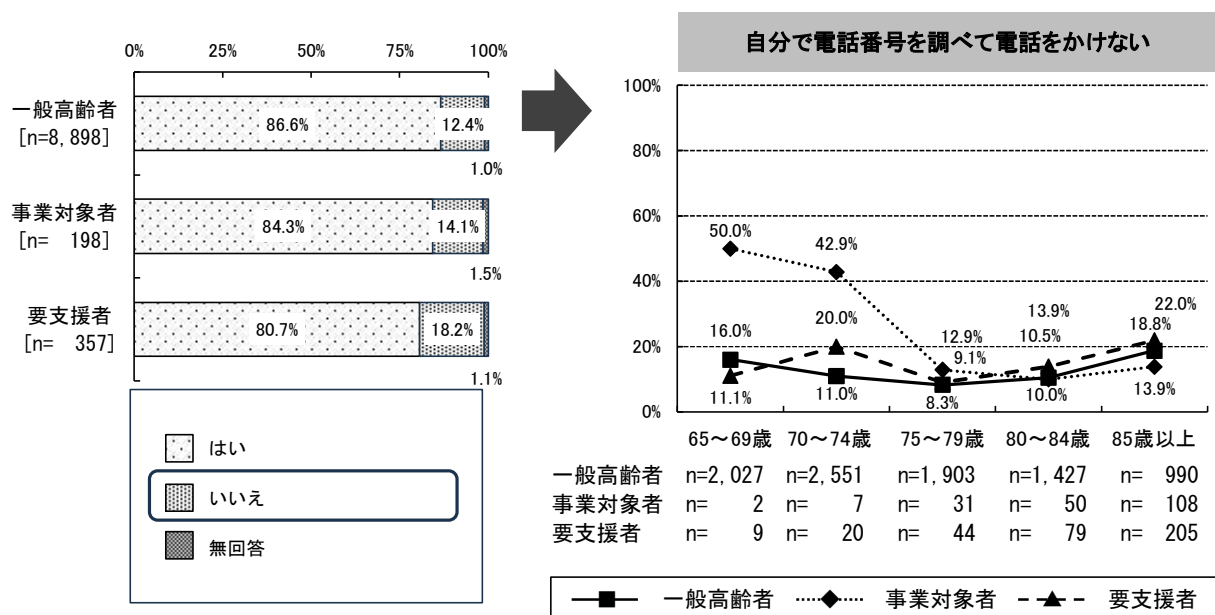 0% 25% 50% 75% 100%
一般高齢者
[n=8,898]
86.6% 12.4%
1.0%
事業対象者
[n= 198]
84.3% 14.1%
1.5%
要支援者
[n= 357]
80.7% 18.2%
1.1%
はい
いいえ
無回答
自分で電話番号を調べて電話をかけない
100%
80%
60%
40%
20%
0%
50.0% 42.9%
16.0% 20.0% 12.9% 9.1% 13.9% 10.5% 22.0% 18.8%
11.1% 11.0% 8.3% 10.0% 13.9%
65～69歳 70～74歳 75～79歳 80～84歳 85歳以上
一般高齢者 n=2,027 n=2,551 n=1,903 n=1,427 n= 990
事業対象者 n= 2 n= 7 n= 31 n= 50 n= 108
要支援者 n= 9 n= 20 n= 44 n= 79 n= 205
一般高齢者 事業対象者 要支援者